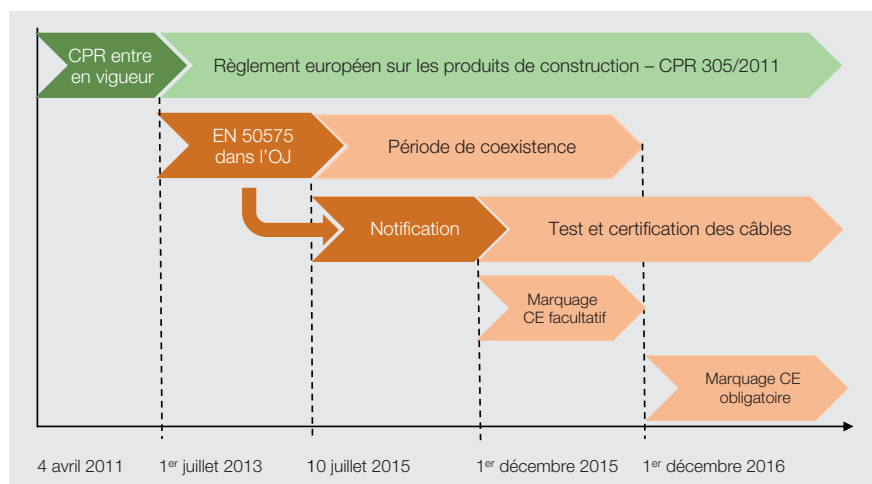 CPR entre
en vigueur
Règlement européen sur les produits de construction – CPR 305/2011
EN 50575
dans l'OJ
Période de coexistence
Notification
Test et certification des câbles
Marquage
CE facultatif
Marquage CE
obligatoire
4 avril 2011 1er juillet 2013 10 juillet 2015 1er décembre 2015 1er décembre 2016